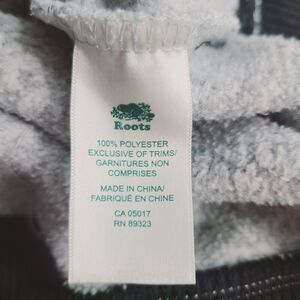 Roots
100% POLYESTER
EXCLUSIVE OF TRIMS/
GARNITURES NON
COMPRISES
MADE IN CHINA/
FABRIQUÉ EN CHINE
CA 05017
RN 89323